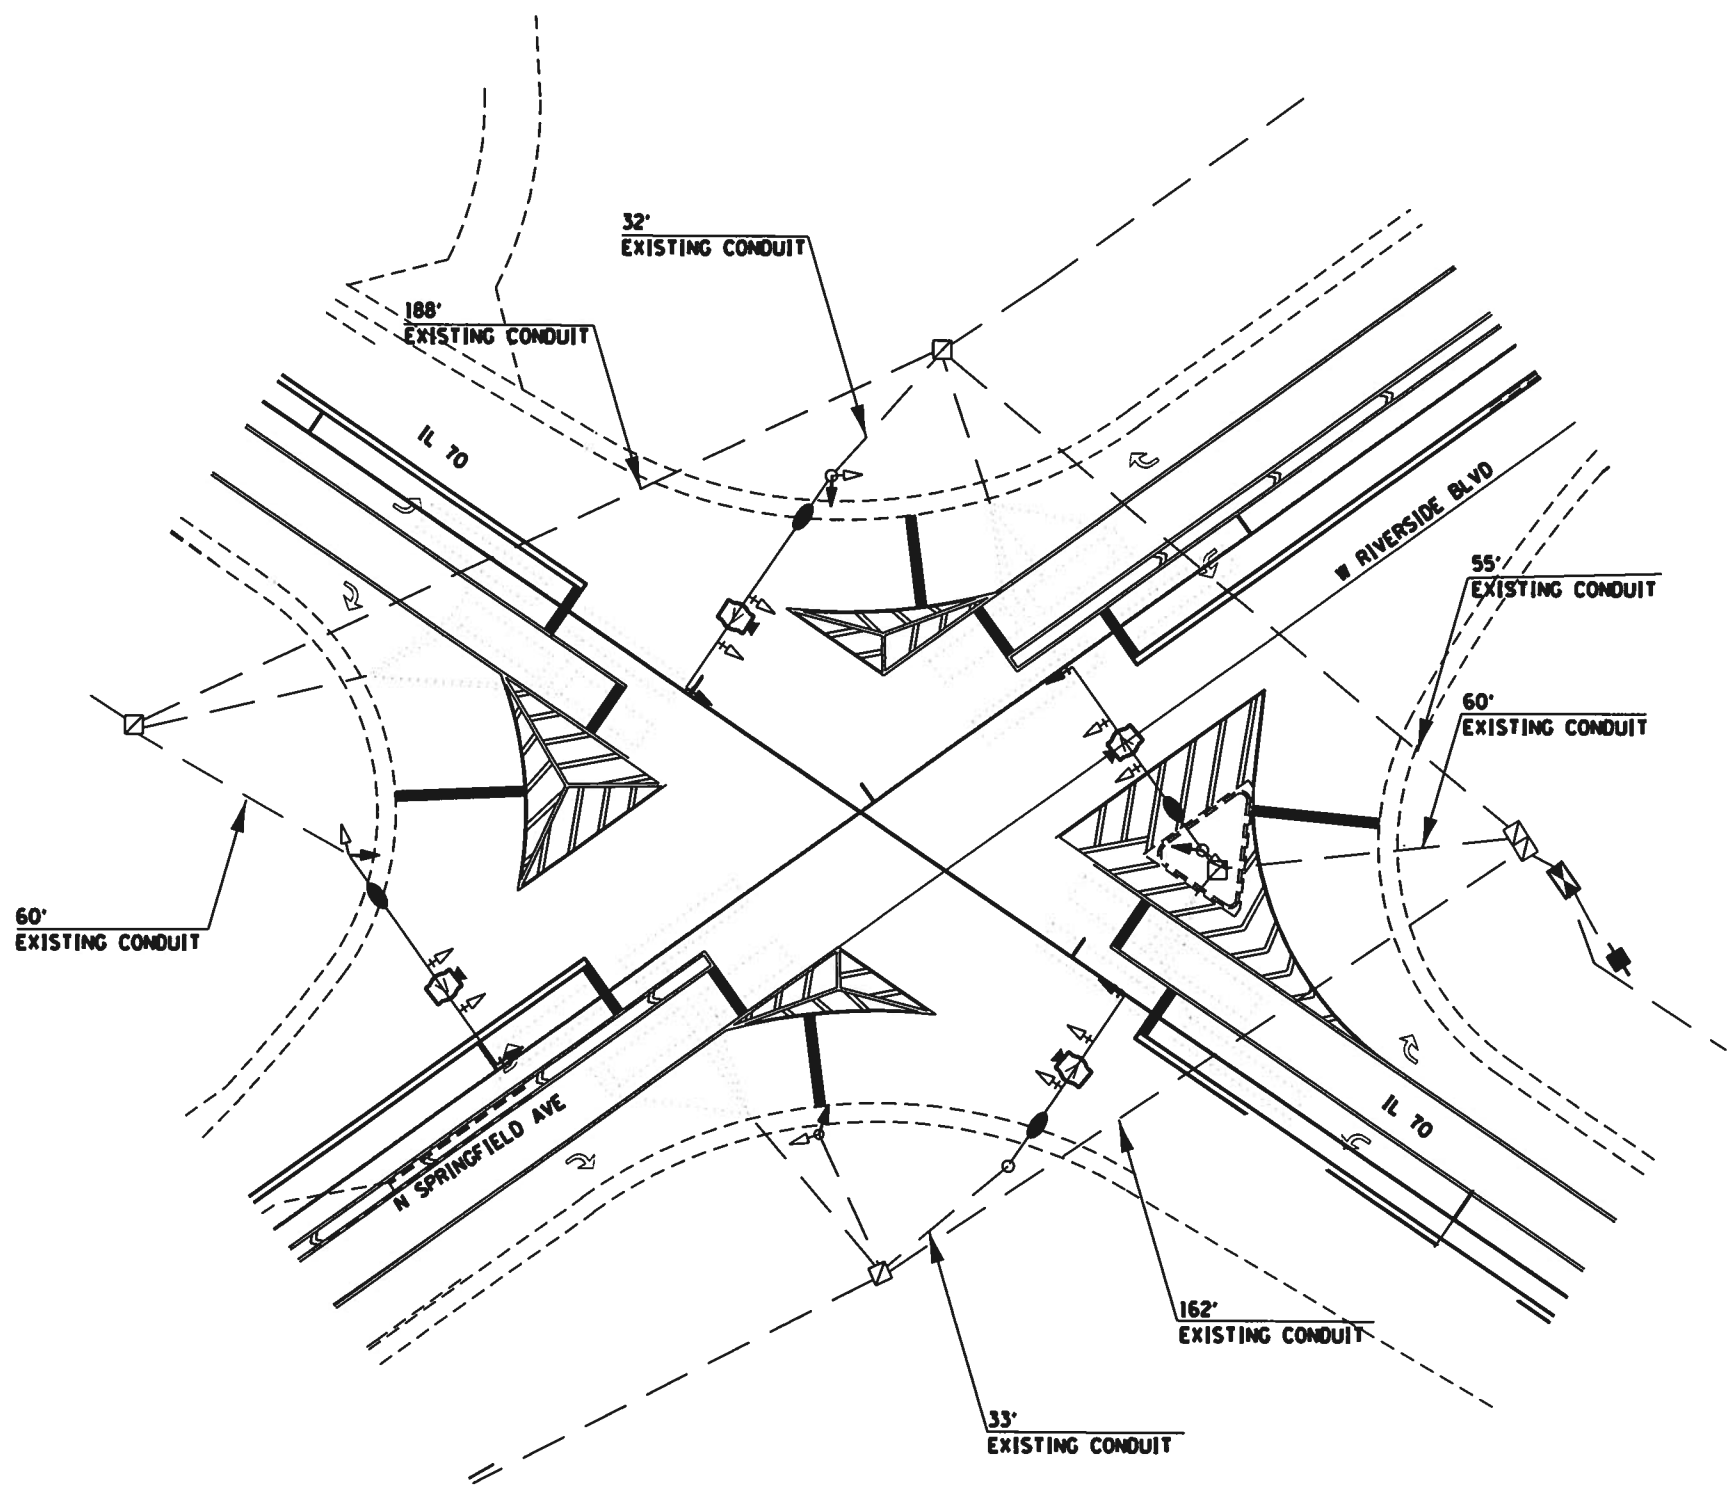 32'
EXISTING CONDUIT
188'
EXISTING CONDUIT
IL 70
W RIVERSIDE BLVD
55'
EXISTING CONDUIT
60'
EXISTING CONDUIT
60'
EXISTING CONDUIT
N SPRINGFIELD AVE
IL 70
162'
EXISTING CONDUIT
33'
EXISTING CONDUIT